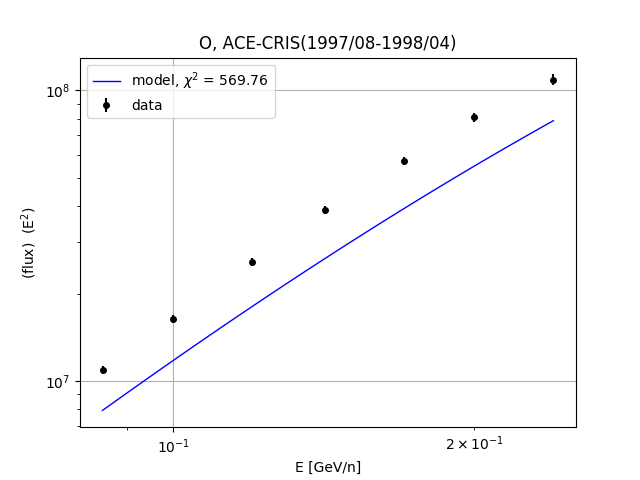 O, ACE-CRIS(1997/08-1998/04)
model, χ² = 569.76
data
10⁸
10⁷
(flux) (E²)
10⁻¹
2 × 10⁻¹
E [GeV/n]